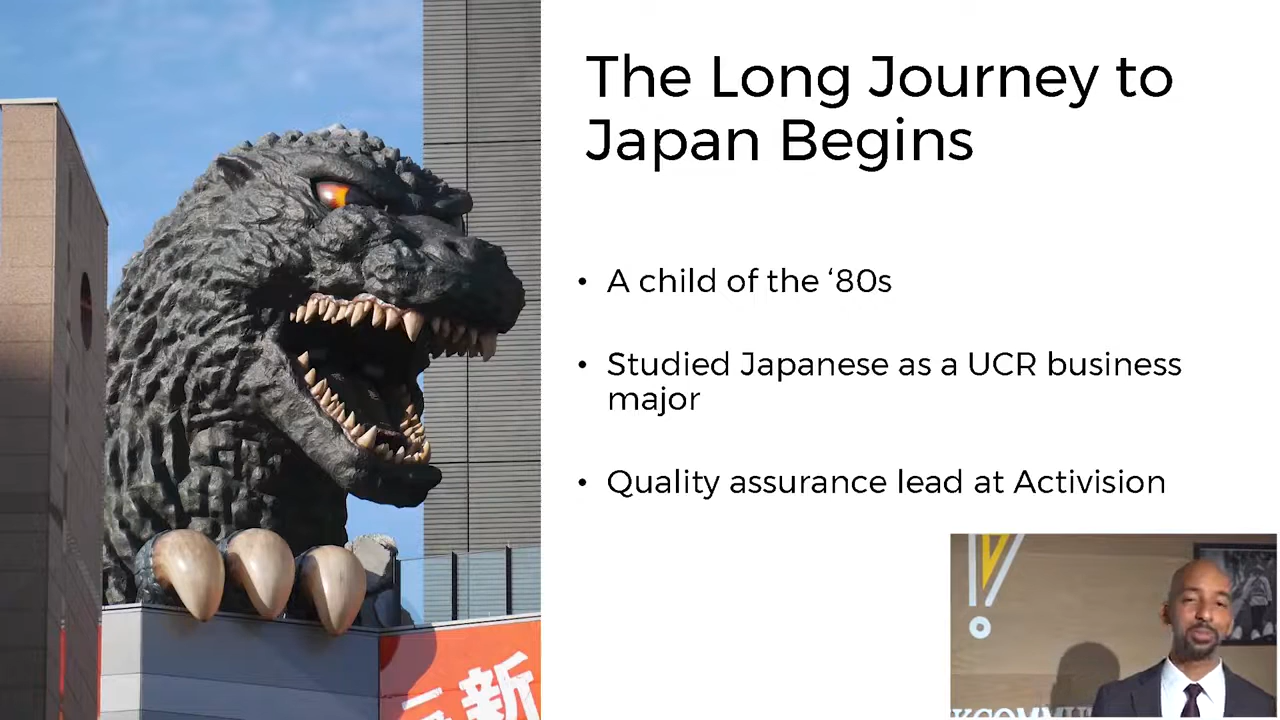 The Long Journey to
Japan Begins
• A child of the ‘80s
• Studied Japanese as a UCR business
major
• Quality assurance lead at Activision
新